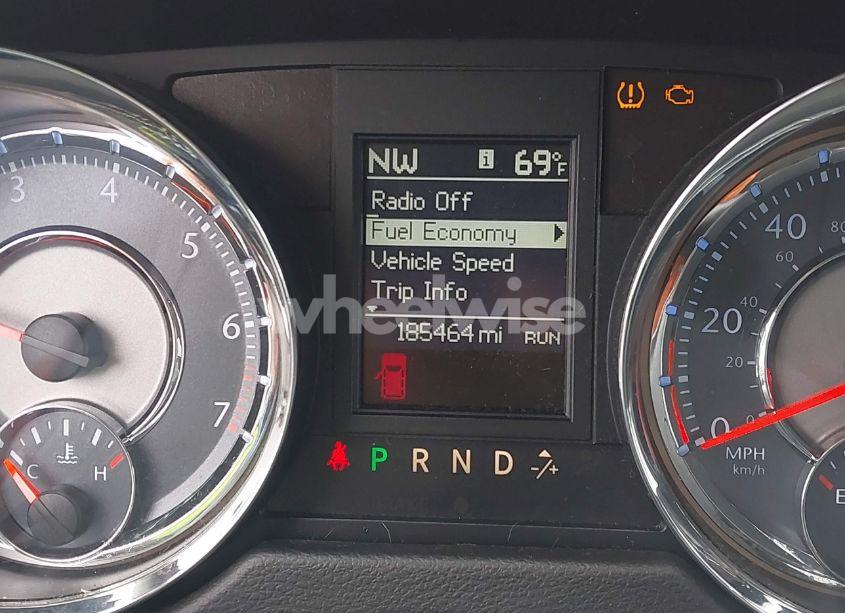 NW i 69°F
Radio Off
Fuel Economy
Vehicle Speed
Trip Info
185464 mi RUN
wheelwise
P R N D -/+
3 4 5 6 7
C H
0 20 40
0 20 40 60 80
MPH
km/h
E